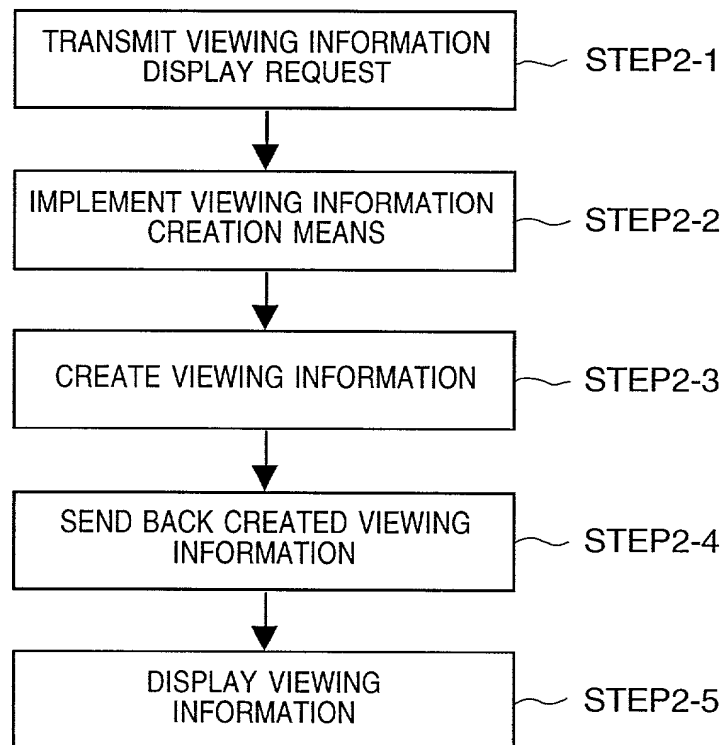 TRANSMIT VIEWING INFORMATION
DISPLAY REQUEST
STEP2-1
IMPLEMENT VIEWING INFORMATION
CREATION MEANS
STEP2-2
CREATE VIEWING INFORMATION
STEP2-3
SEND BACK CREATED VIEWING
INFORMATION
STEP2-4
DISPLAY VIEWING
INFORMATION
STEP2-5